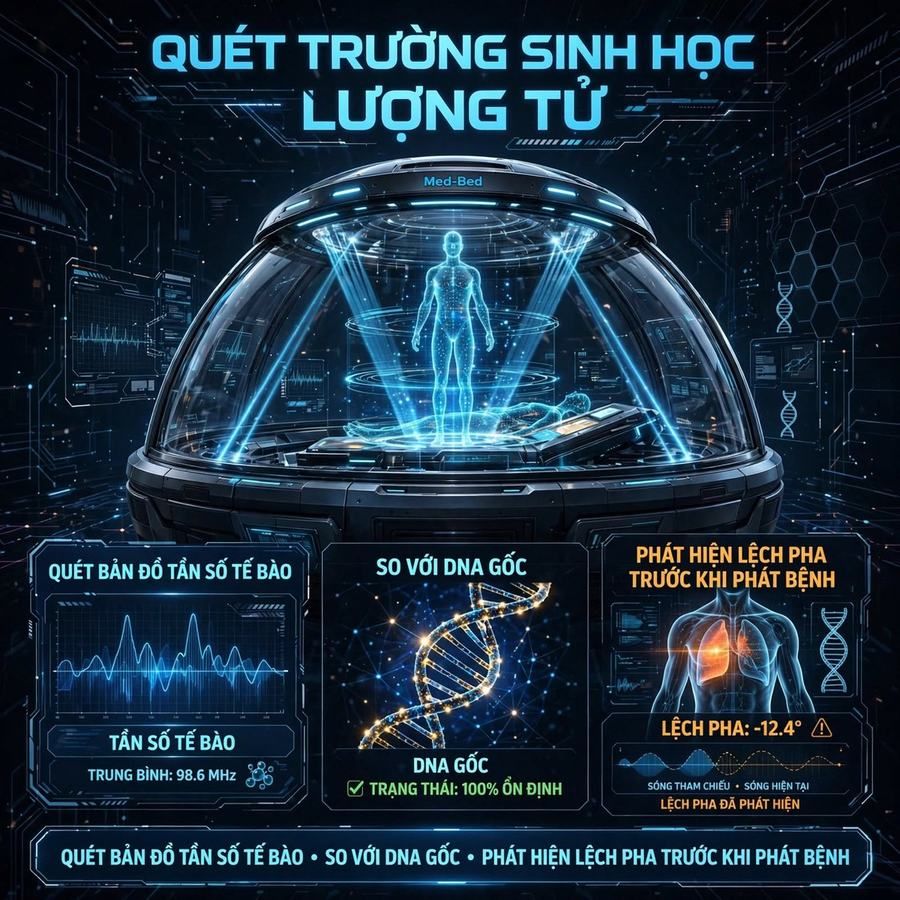 QUÉT TRƯỜNG SINH HỌC
LƯỢNG TỬ
Med-Bed
QUÉT BẢN ĐỒ TẦN SỐ TẾ BÀO
TẦN SỐ TẾ BÀO
TRUNG BÌNH: 98.6 MHz
SO VỚI DNA GỐC
DNA GỐC
TRẠNG THÁI: 100% ỔN ĐỊNH
PHÁT HIỆN LỆCH PHA
TRƯỚC KHI PHÁT BỆNH
LỆCH PHA: -12.4°
SÓNG THAM CHIẾU • SÓNG HIỆN TẠI
LỆCH PHA ĐÃ PHÁT HIỆN
QUÉT BẢN ĐỒ TẦN SỐ TẾ BÀO • SO VỚI DNA GỐC • PHÁT HIỆN LỆCH PHA TRƯỚC KHI PHÁT BỆNH